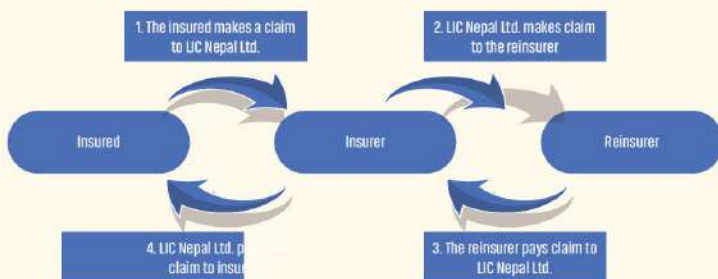 1. The insured makes a claim
to LIC Nepal Ltd.
2. LIC Nepal Ltd. makes claim
to the reinsurer
Insured
Insurer
Reinsurer
4. LIC Nepal Ltd.
claim to
3. The reinsurer pays claim to
LIC Nepal Ltd.